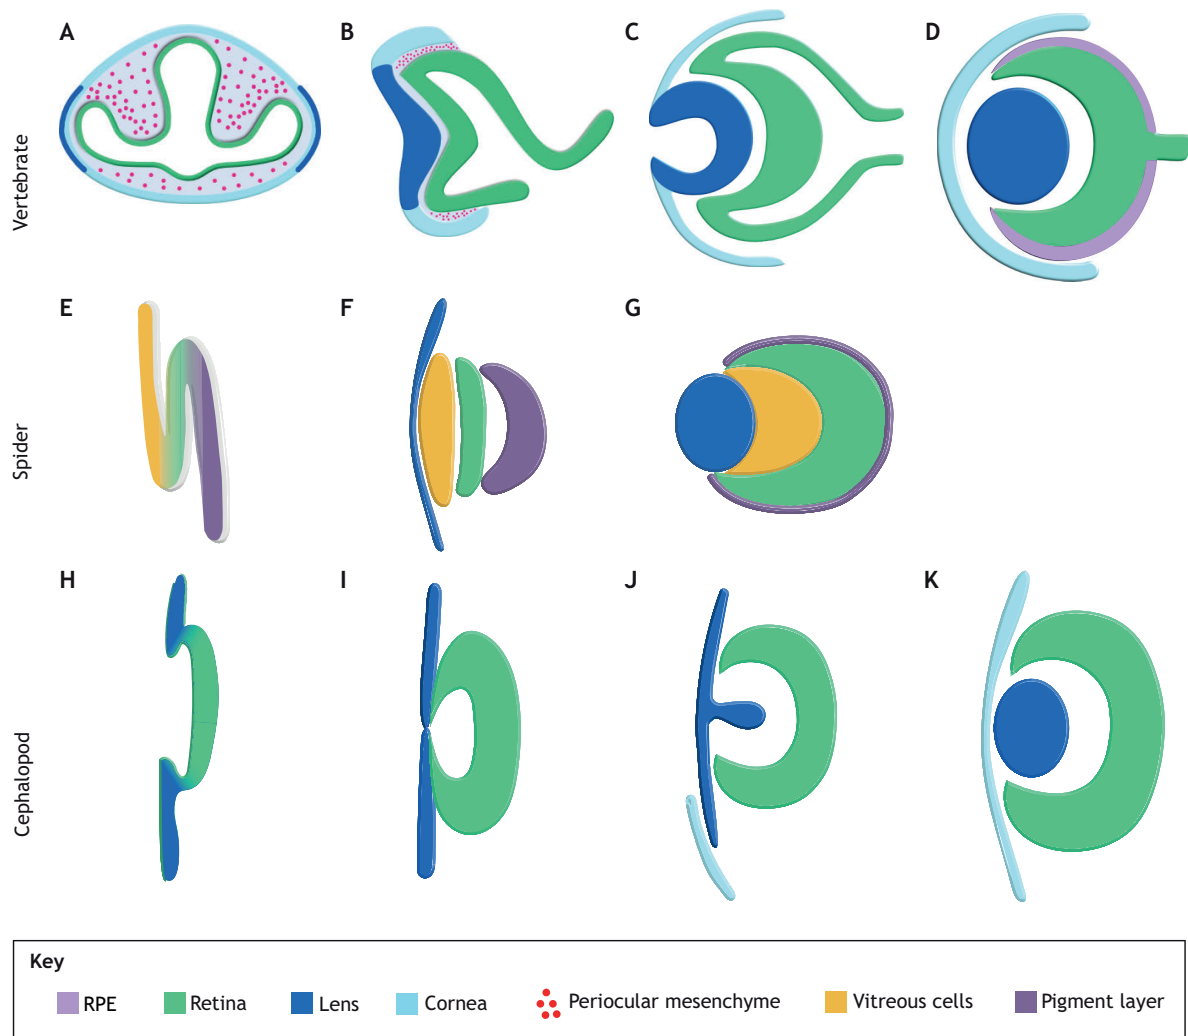 A B C D
Vertebrate
E F G
Spider
H I J K
Cephalopod
Key
RPE Retina Lens Cornea Periocular mesenchyme Vitreous cells Pigment layer